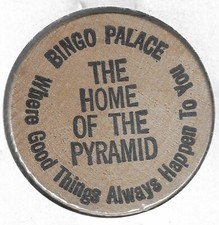 BINGO PALACE
THE
HOME
OF THE
PYRAMID
Where Good Things Always Happen To You